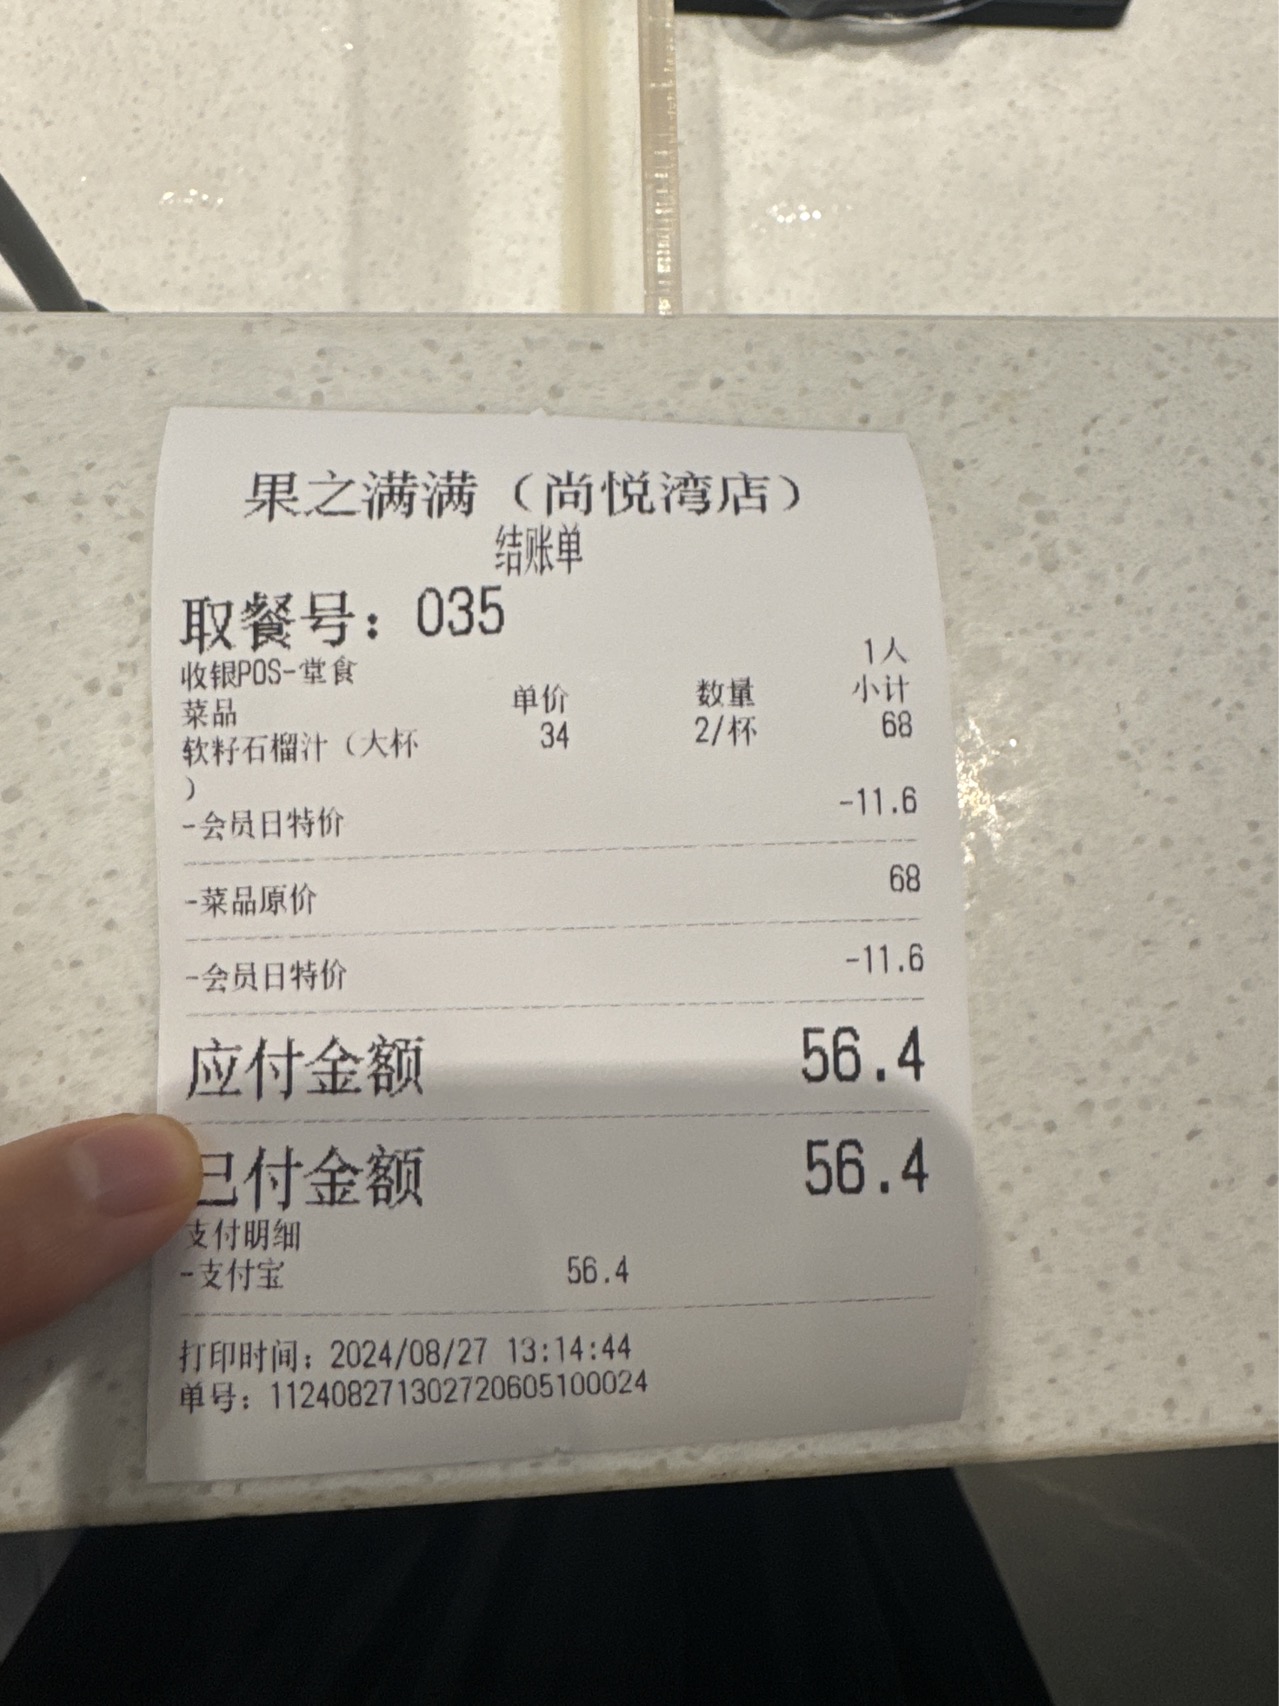 果之满满（尚悦湾店）
结账单
取餐号：035
收银POS-堂食 1人
菜品 单价 数量 小计
软籽石榴汁（大杯 34 2/杯 68
）
-会员日特价 -11.6
-菜品原价 68
-会员日特价 -11.6
应付金额 56.4
已付金额 56.4
支付明细
-支付宝 56.4
打印时间：2024/08/27 13:14:44
单号：112408271302720605100024